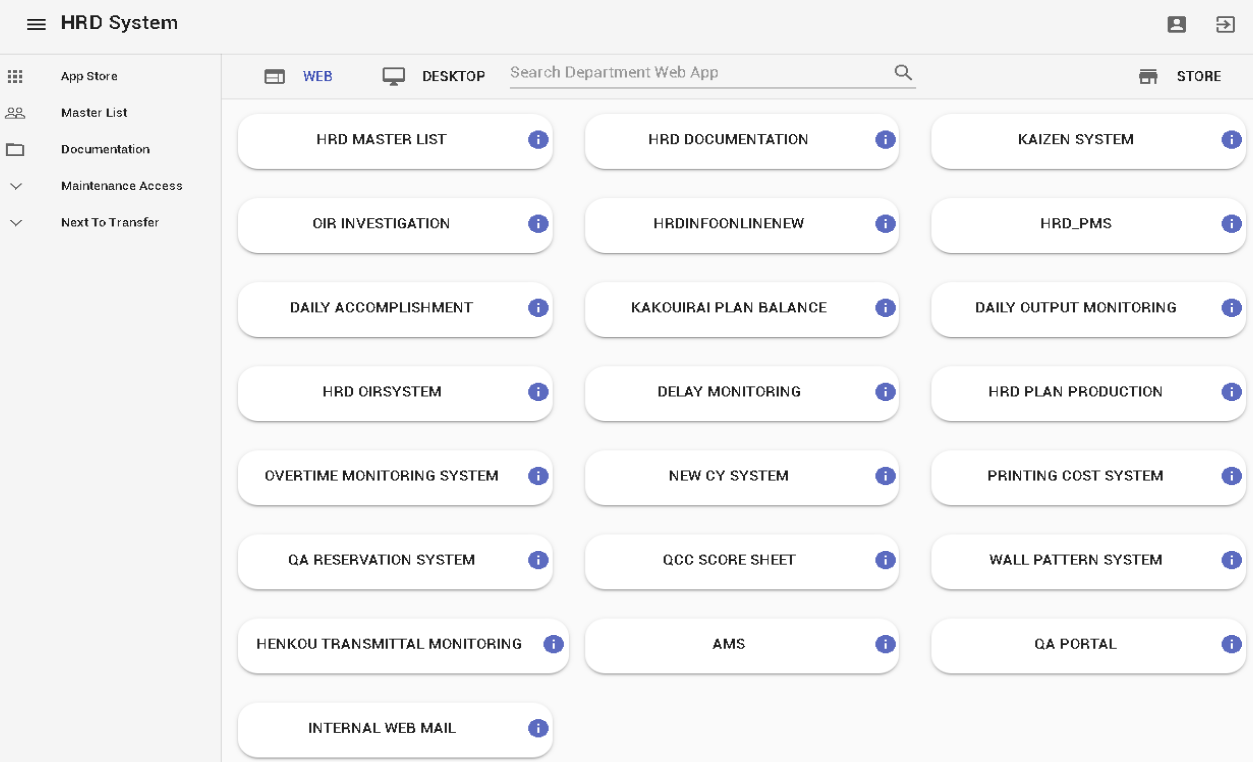 HRD System
App Store
Master List
Documentation
Maintenance Access
Next To Transfer
WEB
DESKTOP
Search Department Web App
STORE
HRD MASTER LIST
HRD DOCUMENTATION
KAIZEN SYSTEM
OIR INVESTIGATION
HRDINFOONLINENEW
HRD_PMS
DAILY ACCOMPLISHMENT
KAKOUIRAI PLAN BALANCE
DAILY OUTPUT MONITORING
HRD OIRSYSTEM
DELAY MONITORING
HRD PLAN PRODUCTION
OVERTIME MONITORING SYSTEM
NEW CY SYSTEM
PRINTING COST SYSTEM
QA RESERVATION SYSTEM
QCC SCORE SHEET
WALL PATTERN SYSTEM
HENKOU TRANSMITTAL MONITORING
AMS
QA PORTAL
INTERNAL WEB MAIL